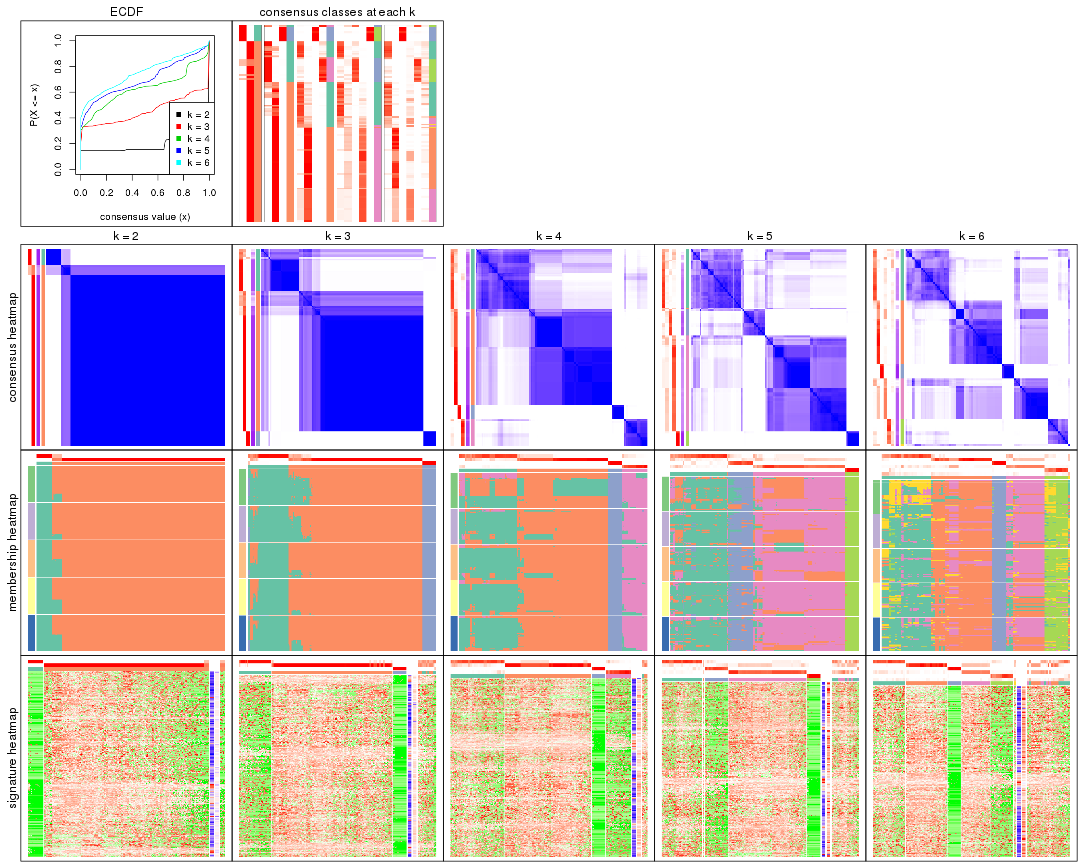 ECDF
consensus classes at each k
P(X <= x)
0.0 0.2 0.4 0.6 0.8 1.0
k = 2
k = 3
k = 4
k = 5
k = 6
0.0 0.2 0.4 0.6 0.8 1.0
consensus value (x)
k = 2
k = 3
k = 4
k = 5
k = 6
consensus heatmap
membership heatmap
signature heatmap